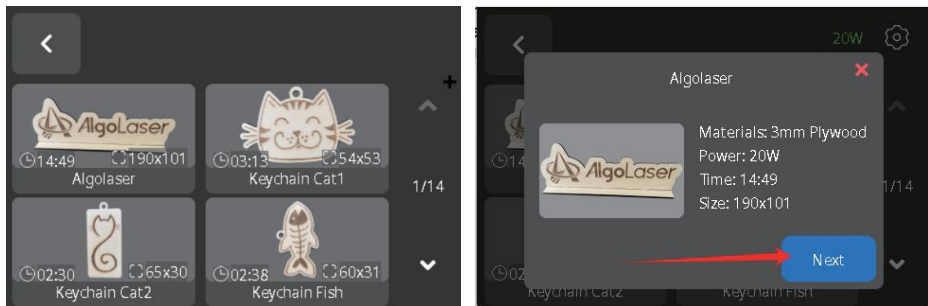 AlgoLaser
14:49 190x101
Algolaser
03:13 54x53
Keychain Cat1
1/14
02:30 65x30
Keychain Cat2
02:38 60x31
Keychain Fish
20W
Algolaser
AlgoLaser
Materials: 3mm Plywood
Power: 20W
Time: 14:49
Size: 190x101
Next
14
1/14
02
Keychain Cat2
Keychain Fish